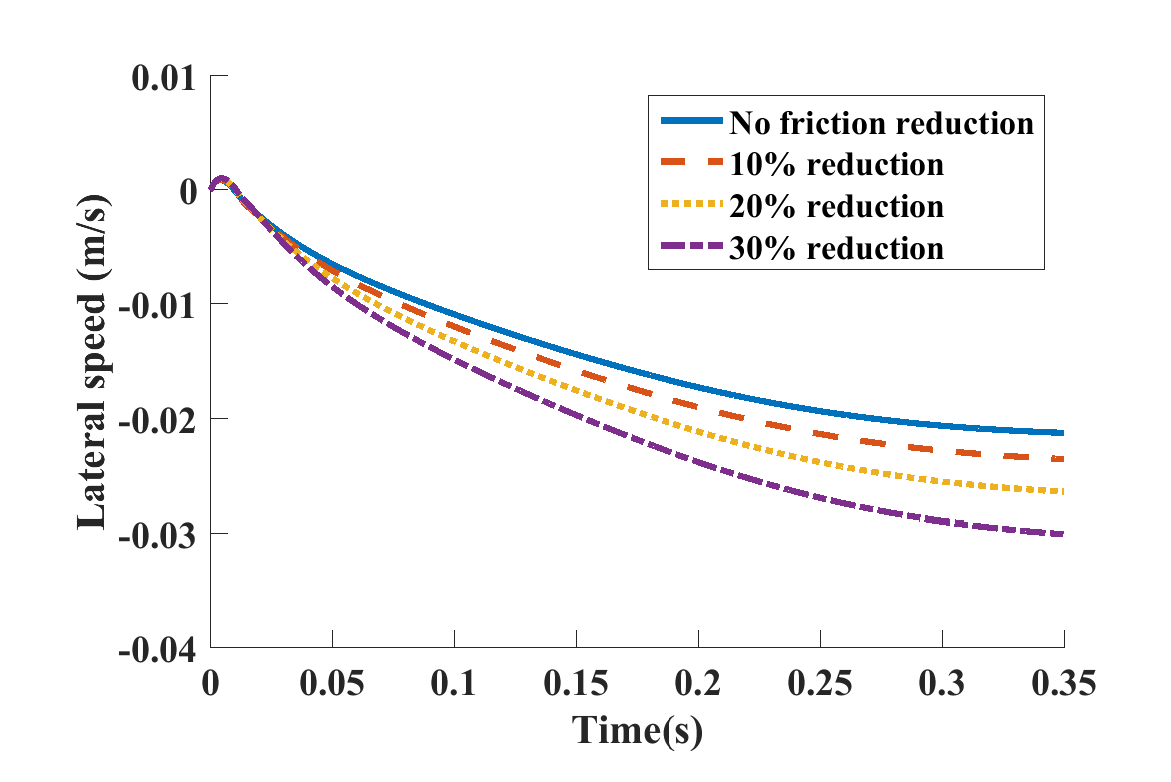 0.01
0
-0.01
-0.02
-0.03
-0.04
Lateral speed (m/s)
No friction reduction
10% reduction
20% reduction
30% reduction
0 0.05 0.1 0.15 0.2 0.25 0.3 0.35
Time(s)